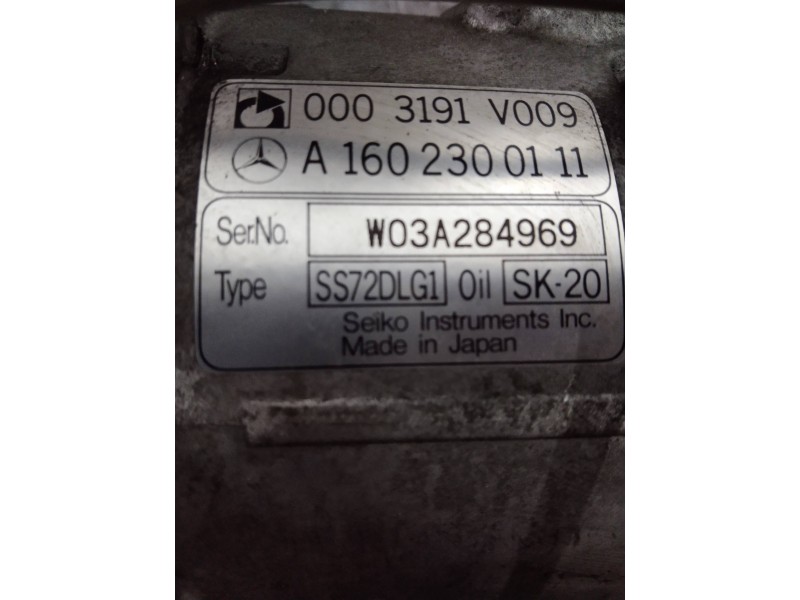 000 3191 V009
A 160 230 01 11
Ser.No. W03A284969
Type SS72DLG1 Oil SK-20
Seiko Instruments Inc.
Made in Japan